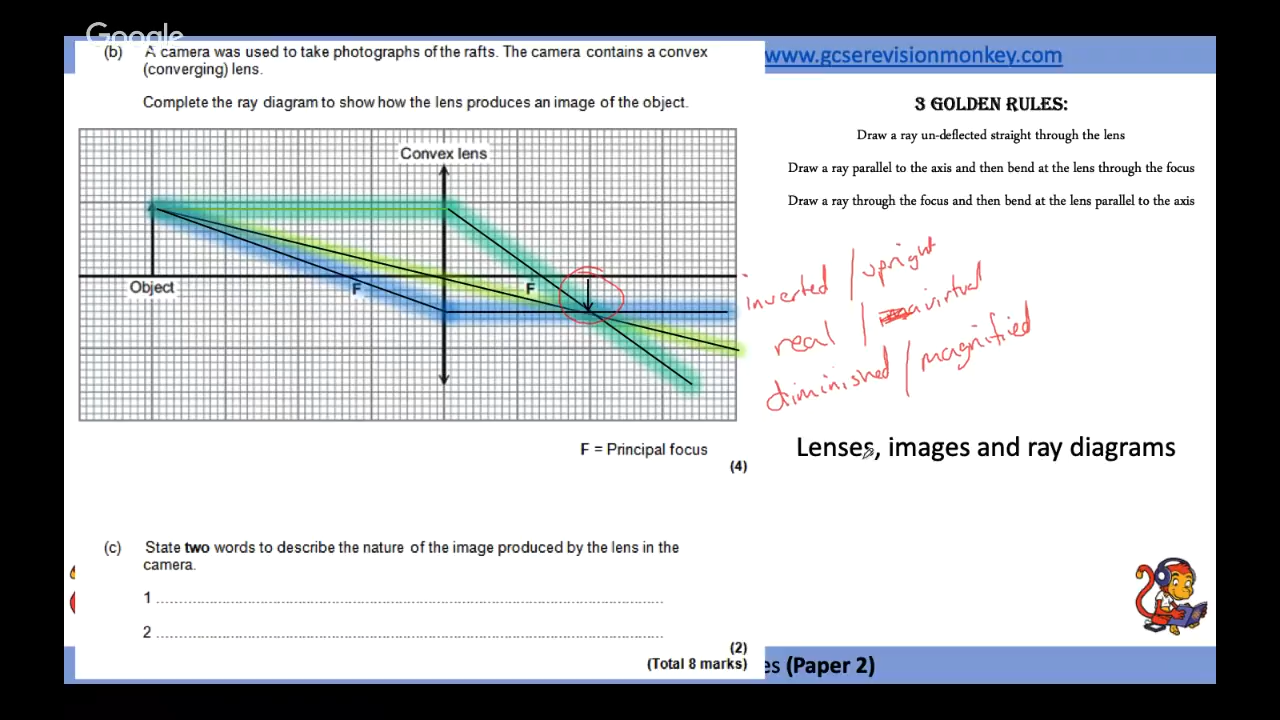 Google
(b) A camera was used to take photographs of the rafts. The camera contains a convex
(converging) lens.
Complete the ray diagram to show how the lens produces an image of the object.
Convex lens
Object
F
F
F = Principal focus
(4)
(c) State two words to describe the nature of the image produced by the lens in the
camera.
1
2
(2)
(Total 8 marks)
www.gcserevisionmonkey.com
3 GOLDEN RULES:
Draw a ray un-deflected straight through the lens
Draw a ray parallel to the axis and then bend at the lens through the focus
Draw a ray through the focus and then bend at the lens parallel to the axis
inverted / upright
real / virtual
diminished / magnified
Lenses, images and ray diagrams
es (Paper 2)